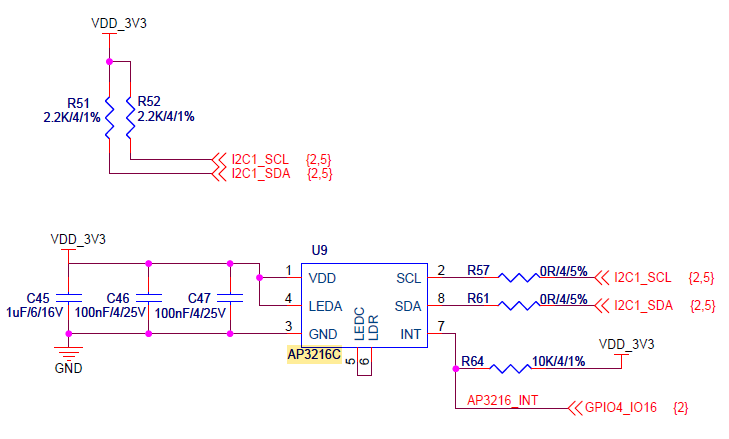 VDD_3V3
R51
2.2K/4/1%
R52
2.2K/4/1%
I2C1_SCL {2,5}
I2C1_SDA {2,5}
VDD_3V3
C45
1uF/6/16V
C46
100nF/4/25V
C47
100nF/4/25V
GND
U9
1 VDD
4 LEDA
3 GND
AP3216C
LEDC
LDR
5
6
SCL 2
SDA 8
INT 7
R57 0R/4/5% I2C1_SCL {2,5}
R61 0R/4/5% I2C1_SDA {2,5}
VDD_3V3
R64 10K/4/1%
AP3216_INT GPIO4_IO16 {2}